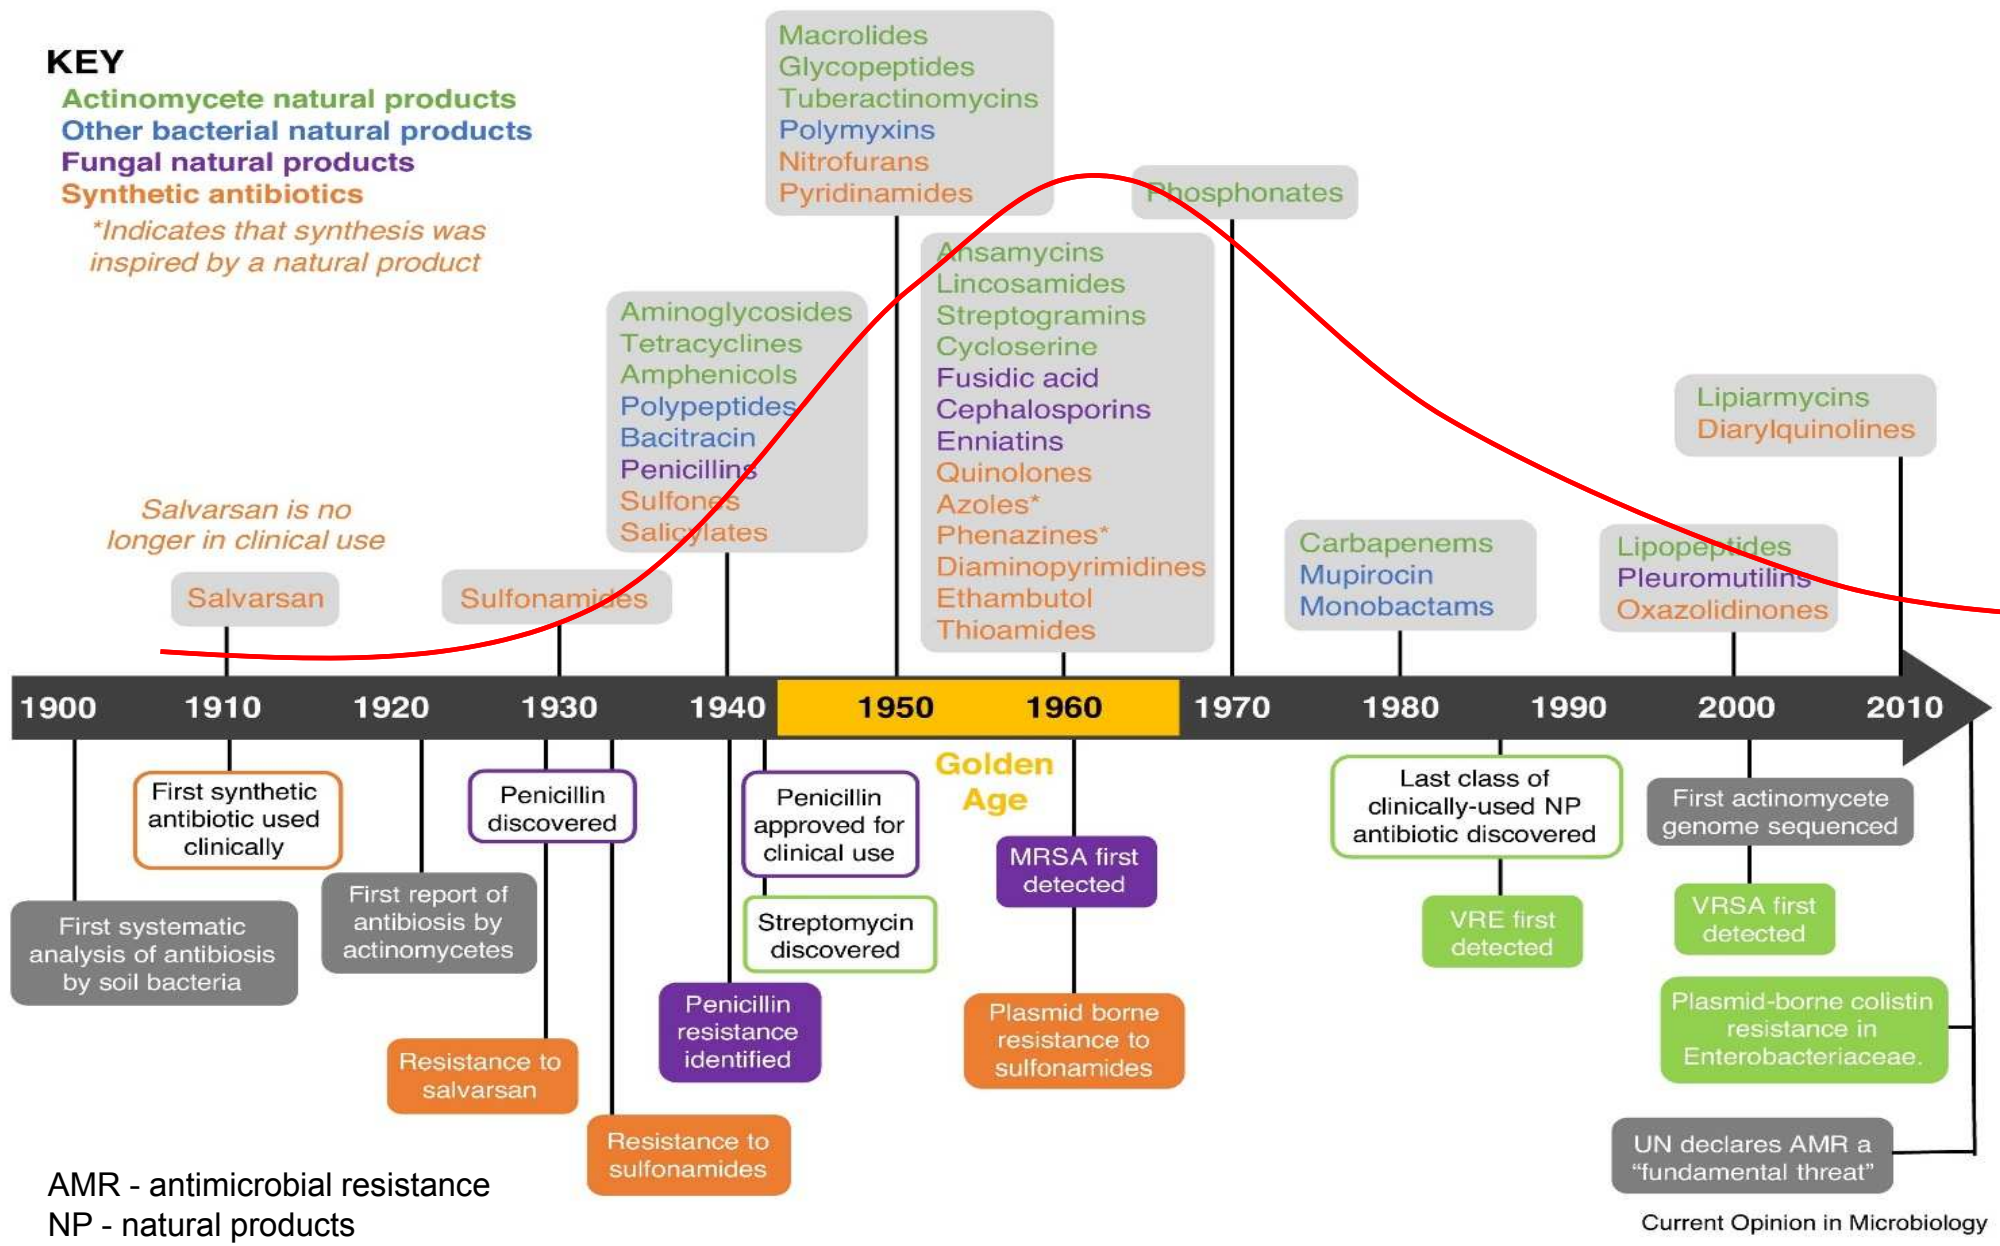 KEY
Actinomycete natural products
Other bacterial natural products
Fungal natural products
Synthetic antibiotics
*Indicates that synthesis was
inspired by a natural product
Salvarsan is no
longer in clinical use
Salvarsan
Sulfonamides
Aminoglycosides
Tetracyclines
Amphenicols
Polypeptides
Bacitracin
Penicillins
Sulfones
Salicylates
Macrolides
Glycopeptides
Tuberactinomycins
Polymyxins
Nitrofurans
Pyridinamides
Ansamycins
Lincosamides
Streptogramins
Cycloserine
Fusidic acid
Cephalosporins
Enniatins
Quinolones
Azoles*
Phenazines*
Diaminopyrimidines
Ethambutol
Thioamides
Phosphonates
Carbapenems
Mupirocin
Monobactams
Lipopeptides
Pleuromutilins
Oxazolidinones
Lipiarmycins
Diarylquinolines
1900 1910 1920 1930 1940 1950 1960 1970 1980 1990 2000 2010
Golden
Age
First systematic
analysis of antibiosis
by soil bacteria
First synthetic
antibiotic used
clinically
First report of
antibiosis by
actinomycetes
Penicillin
discovered
Resistance to
salvarsan
Resistance to
sulfonamides
Penicillin
resistance
identified
Penicillin
approved for
clinical use
Streptomycin
discovered
MRSA first
detected
Plasmid borne
resistance to
sulfonamides
Last class of
clinically-used NP
antibiotic discovered
VRE first
detected
First actinomycete
genome sequenced
VRSA first
detected
Plasmid-borne colistin
resistance in
Enterobacteriaceae.
UN declares AMR a
“fundamental threat”
AMR - antimicrobial resistance
NP - natural products
Current Opinion in Microbiology